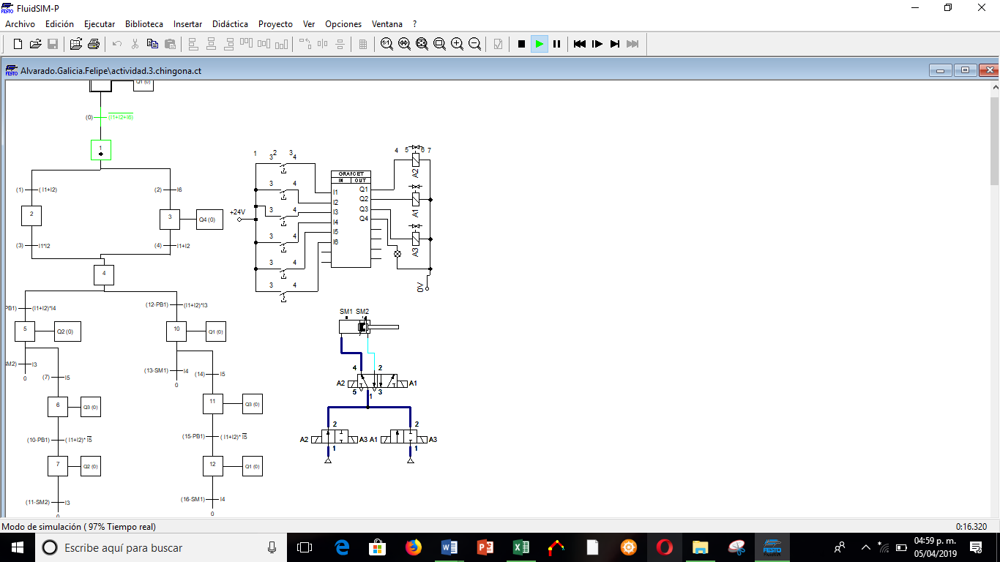 FluidSIM-P
Archivo Edición Ejecutar Biblioteca Insertar Didáctica Proyecto Ver Opciones Ventana ?
Alvarado.Galicia.Felipe\actividad.3.chingona.ct
Q1 (0)
(0) (I1+I2+I6)
1
(1) ( I1+I2)
(2) I6
2
3 Q4 (0)
(3) I1*I2
(4) I1+I2
4
PB1) (I1+I2)*I4
(12-PB1) (I1+I2)*I3
5 Q2 (0)
10 Q1 (0)
SM2) I3
0
(13-SM1) I4
0
(7) I5
(14) I5
6 Q3 (0)
11 Q3 (0)
(10-PB1) ( I1+I2)* I5
(15-PB1) ( I1+I2)* I5
7 Q2 (0)
12 Q1 (0)
(11-SM2) I3
0
(16-SM1) I4
0
1 2 3
3 4
3 4
3 4
3 4
3 4
3 4
+24V
GRAFCET
IN OUT
I1 Q1
I2 Q2
I3 Q3
I4 Q4
I5
I6
4 5 6 7
A2
A1
A3
0V
SM1 SM2
4 2
A2 A1
5 1 3
2 2
A2 A3 A1 A3
1 1
Modo de simulación ( 97% Tiempo real) 0:16.320
Escribe aquí para buscar
04:59 p. m.
05/04/2019